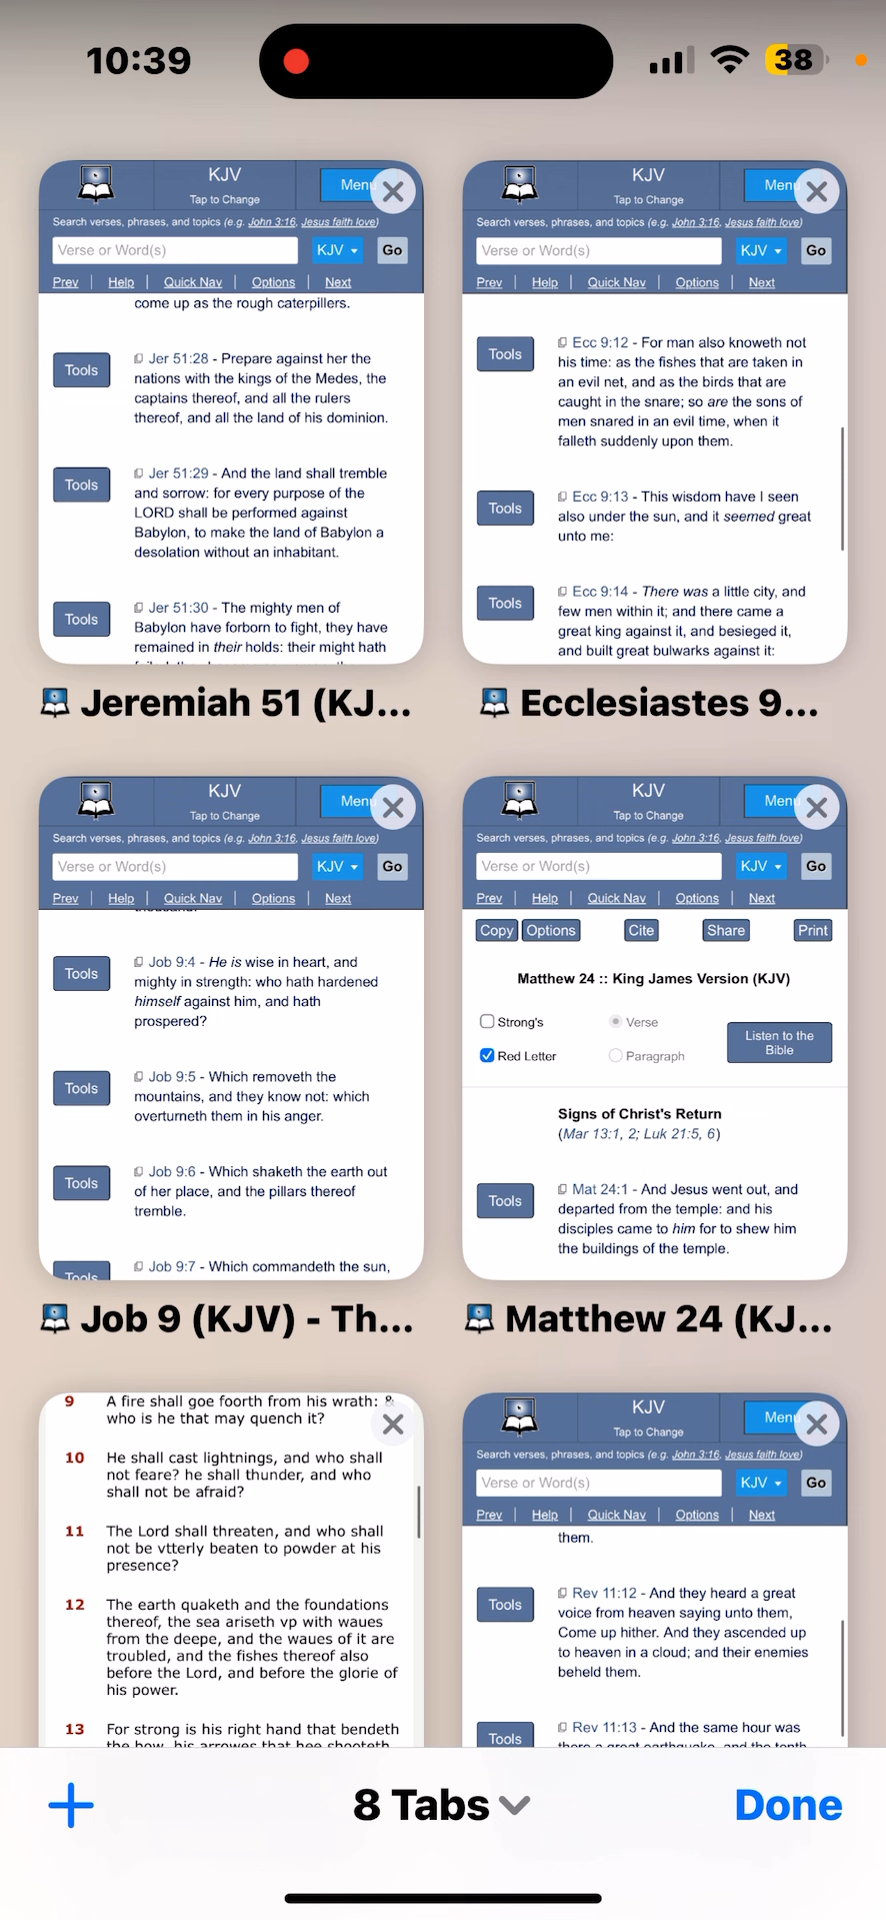 10:39
38
KJV
Tap to Change
Menu
Search verses, phrases, and topics (e.g. John 3:16, Jesus faith love)
Verse or Word(s)
KJV
Go
Prev | Help | Quick Nav | Options | Next
come up as the rough caterpillers.
Tools
Jer 51:28 - Prepare against her the
nations with the kings of the Medes, the
captains thereof, and all the rulers
thereof, and all the land of his dominion.
Tools
Jer 51:29 - And the land shall tremble
and sorrow: for every purpose of the
LORD shall be performed against
Babylon, to make the land of Babylon a
desolation without an inhabitant.
Tools
Jer 51:30 - The mighty men of
Babylon have forborn to fight, they have
remained in their holds: their might hath
Jeremiah 51 (KJ...
KJV
Tap to Change
Menu
Search verses, phrases, and topics (e.g. John 3:16, Jesus faith love)
Verse or Word(s)
KJV
Go
Prev | Help | Quick Nav | Options | Next
Tools
Ecc 9:12 - For man also knoweth not
his time: as the fishes that are taken in
an evil net, and as the birds that are
caught in the snare; so are the sons of
men snared in an evil time, when it
falleth suddenly upon them.
Tools
Ecc 9:13 - This wisdom have I seen
also under the sun, and it seemed great
unto me:
Tools
Ecc 9:14 - There was a little city, and
few men within it; and there came a
great king against it, and besieged it,
and built great bulwarks against it:
Ecclesiastes 9...
KJV
Tap to Change
Menu
Search verses, phrases, and topics (e.g. John 3:16, Jesus faith love)
Verse or Word(s)
KJV
Go
Prev | Help | Quick Nav | Options | Next
Tools
Job 9:4 - He is wise in heart, and
mighty in strength: who hath hardened
himself against him, and hath
prospered?
Tools
Job 9:5 - Which removeth the
mountains, and they know not: which
overturneth them in his anger.
Tools
Job 9:6 - Which shaketh the earth out
of her place, and the pillars thereof
tremble.
Tools
Job 9:7 - Which commandeth the sun,
Job 9 (KJV) - Th...
KJV
Tap to Change
Menu
Search verses, phrases, and topics (e.g. John 3:16, Jesus faith love)
Verse or Word(s)
KJV
Go
Prev | Help | Quick Nav | Options | Next
Copy Options Cite Share Print
Matthew 24 :: King James Version (KJV)
Strong's
Verse
Red Letter
Paragraph
Listen to the
Bible
Signs of Christ's Return
(Mar 13:1, 2; Luk 21:5, 6)
Tools
Mat 24:1 - And Jesus went out, and
departed from the temple: and his
disciples came to him for to shew him
the buildings of the temple.
Matthew 24 (KJ...
9 A fire shall goe foorth from his wrath: &
who is he that may quench it?
10 He shall cast lightnings, and who shall
not feare? he shall thunder, and who
shall not be afraid?
11 The Lord shall threaten, and who shall
not be vtterly beaten to powder at his
presence?
12 The earth quaketh and the foundations
thereof, the sea ariseth vp with waues
from the deepe, and the waues of it are
troubled, and the fishes thereof also
before the Lord, and before the glorie of
his power.
13 For strong is his right hand that bendeth
the bow, his arrowes that hee shooteth
KJV
Tap to Change
Menu
Search verses, phrases, and topics (e.g. John 3:16, Jesus faith love)
Verse or Word(s)
KJV
Go
Prev | Help | Quick Nav | Options | Next
them.
Tools
Rev 11:12 - And they heard a great
voice from heaven saying unto them,
Come up hither. And they ascended up
to heaven in a cloud; and their enemies
beheld them.
Tools
Rev 11:13 - And the same hour was
there a great earthquake, and the tenth
8 Tabs
Done